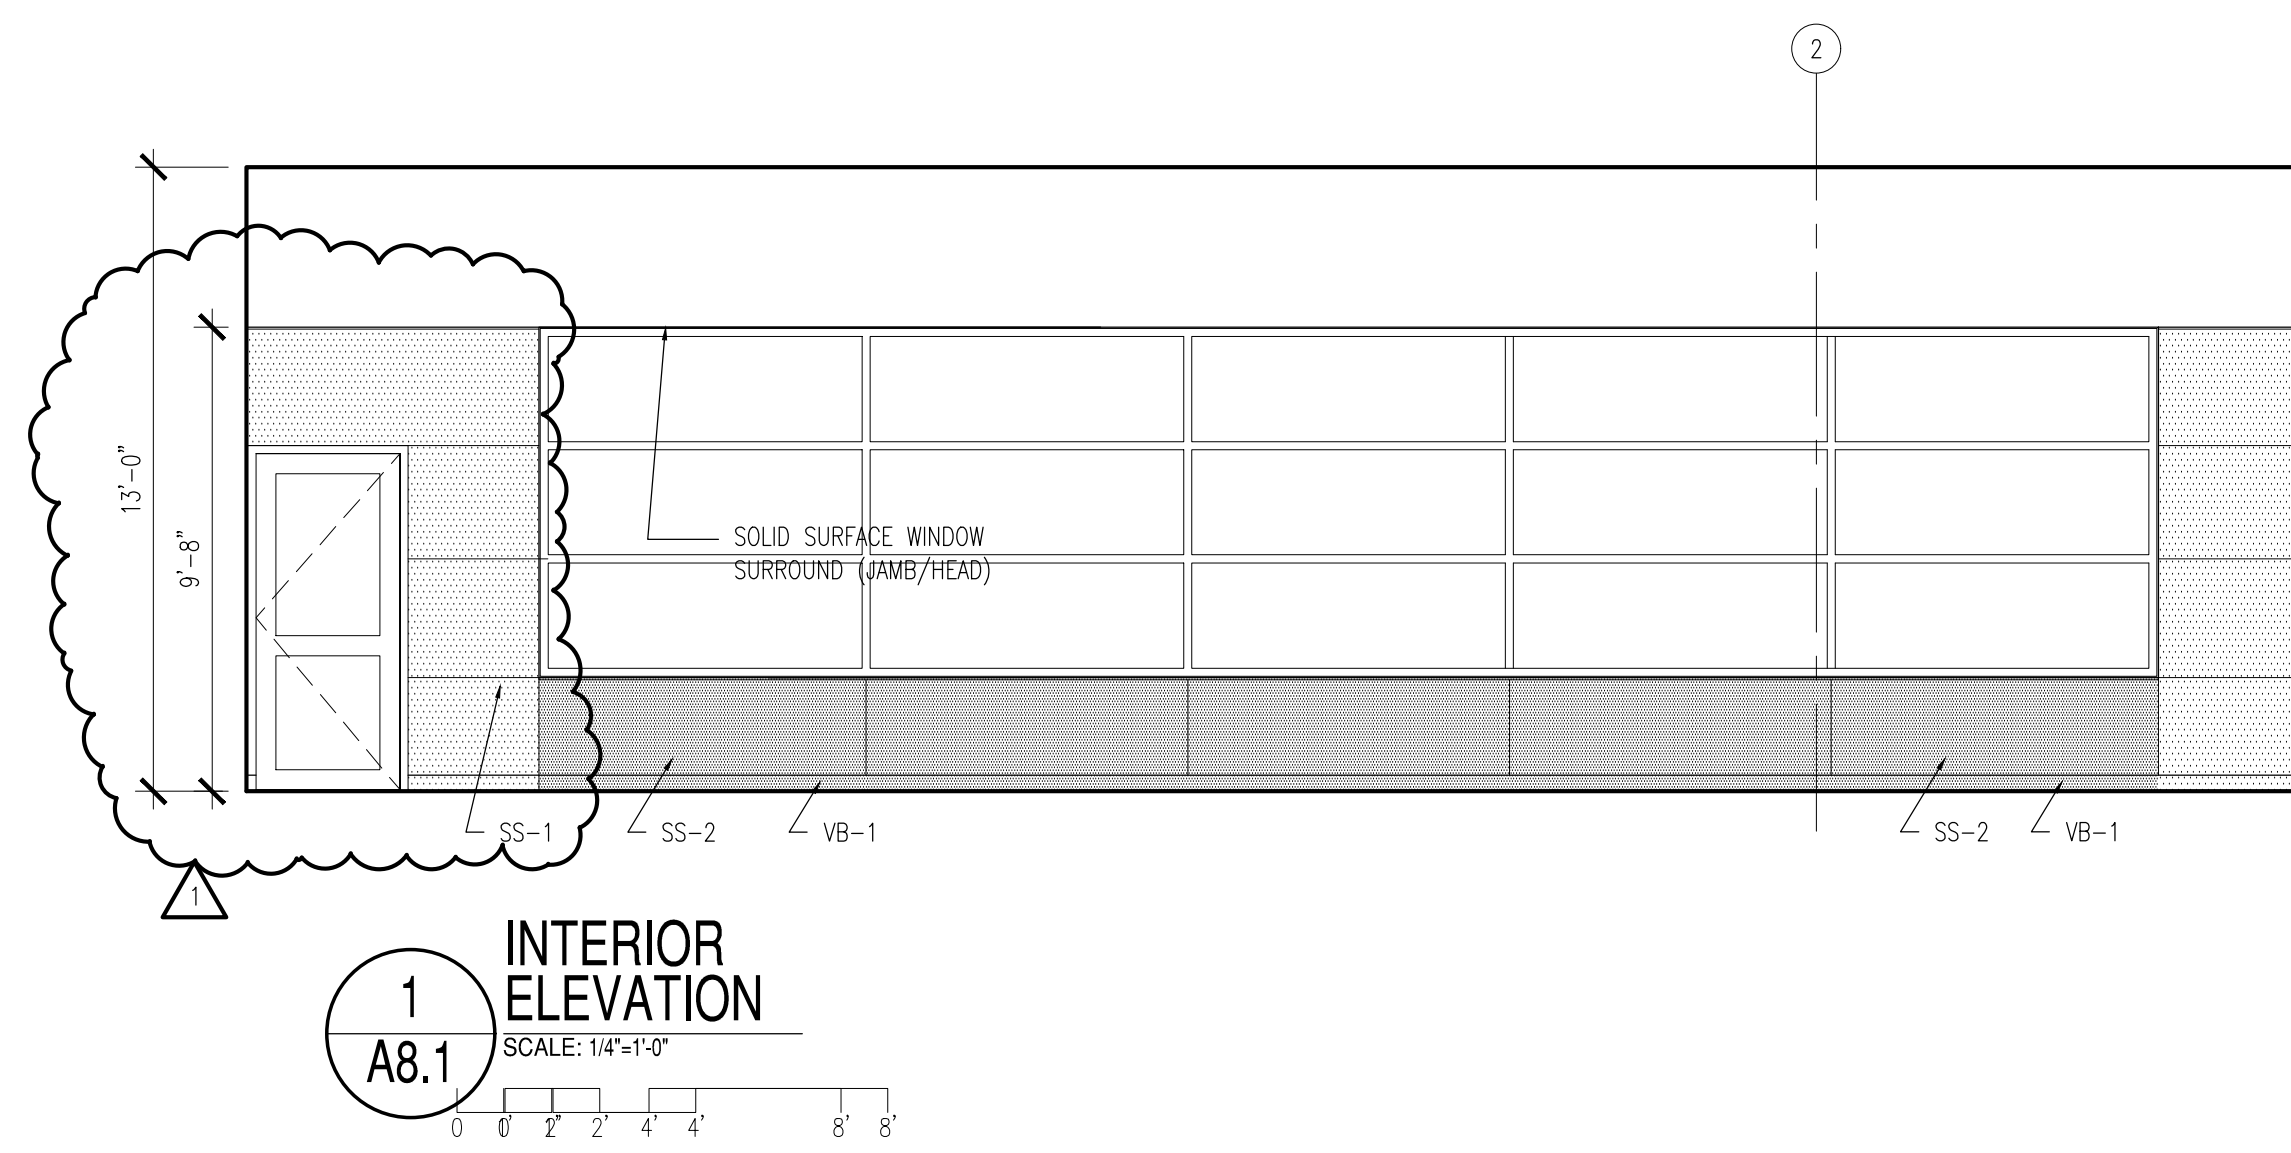 2
13'-0"
9'-8"
SOLID SURFACE WINDOW
SURROUND (JAMB/HEAD)
SS-1
SS-2
VB-1
SS-2
VB-1
1
INTERIOR
ELEVATION
1
A8.1
SCALE: 1/4"=1'-0"
0 2' 4' 4' 8' 8'